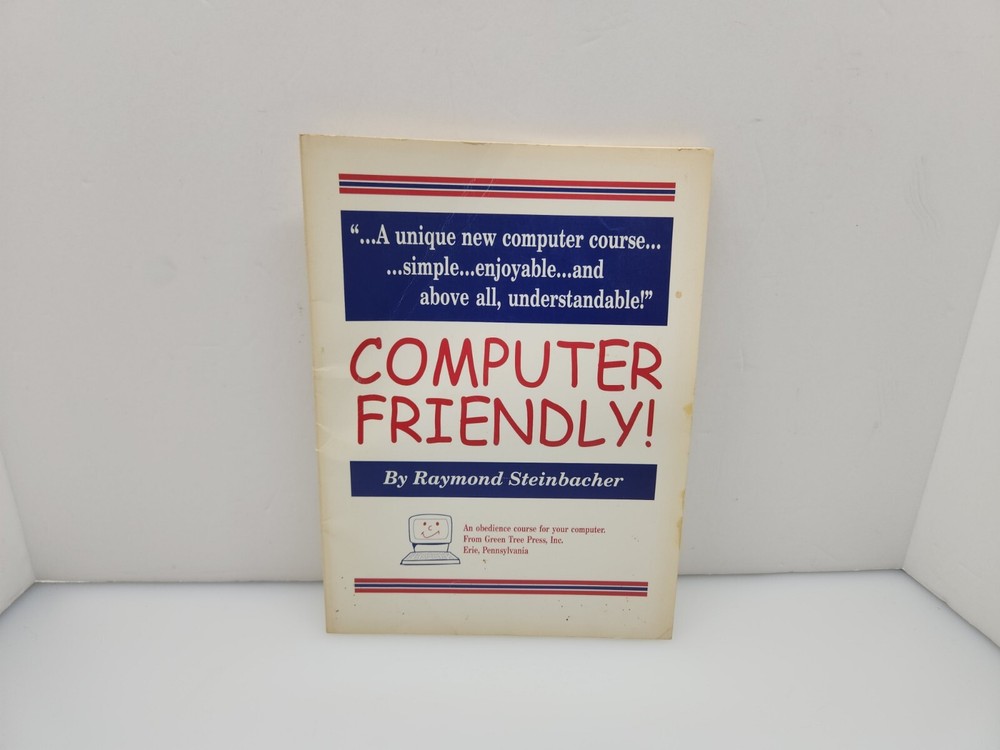 “...A unique new computer course...
...simple...enjoyable...and
above all, understandable!”
COMPUTER
FRIENDLY!
By Raymond Steinbacher
An obedience course for your computer.
From Green Tree Press, Inc.
Erie, Pennsylvania